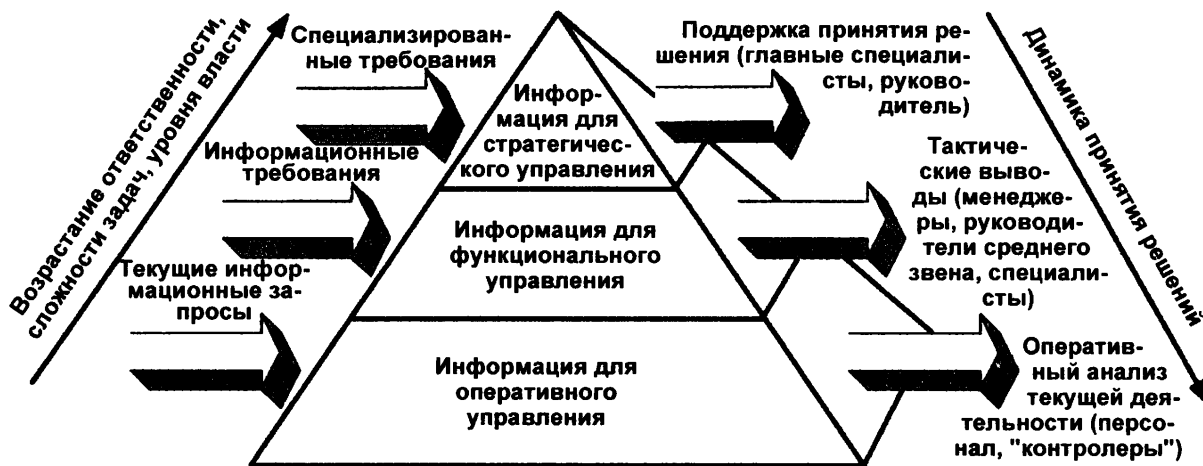 Возрастание ответственности,
сложности задач, уровня власти
Специализирован-
ные требования
Информационные
требования
Текущие инфор-
мационные за-
просы
Инфор-
мация для
стратегичес-
кого управления
Информация для
функционального
управления
Информация для
оперативного
управления
Поддержка принятия ре-
шения (главные специали-
сты, руково-
дитель)
Тактиче-
ские выво-
ды (менедже-
ры, руководи-
тели среднего
звена, специали-
сты)
Оператив-
ный анализ
текущей дея-
тельности (персо-
нал, "контролеры")
Динамика принятия решений